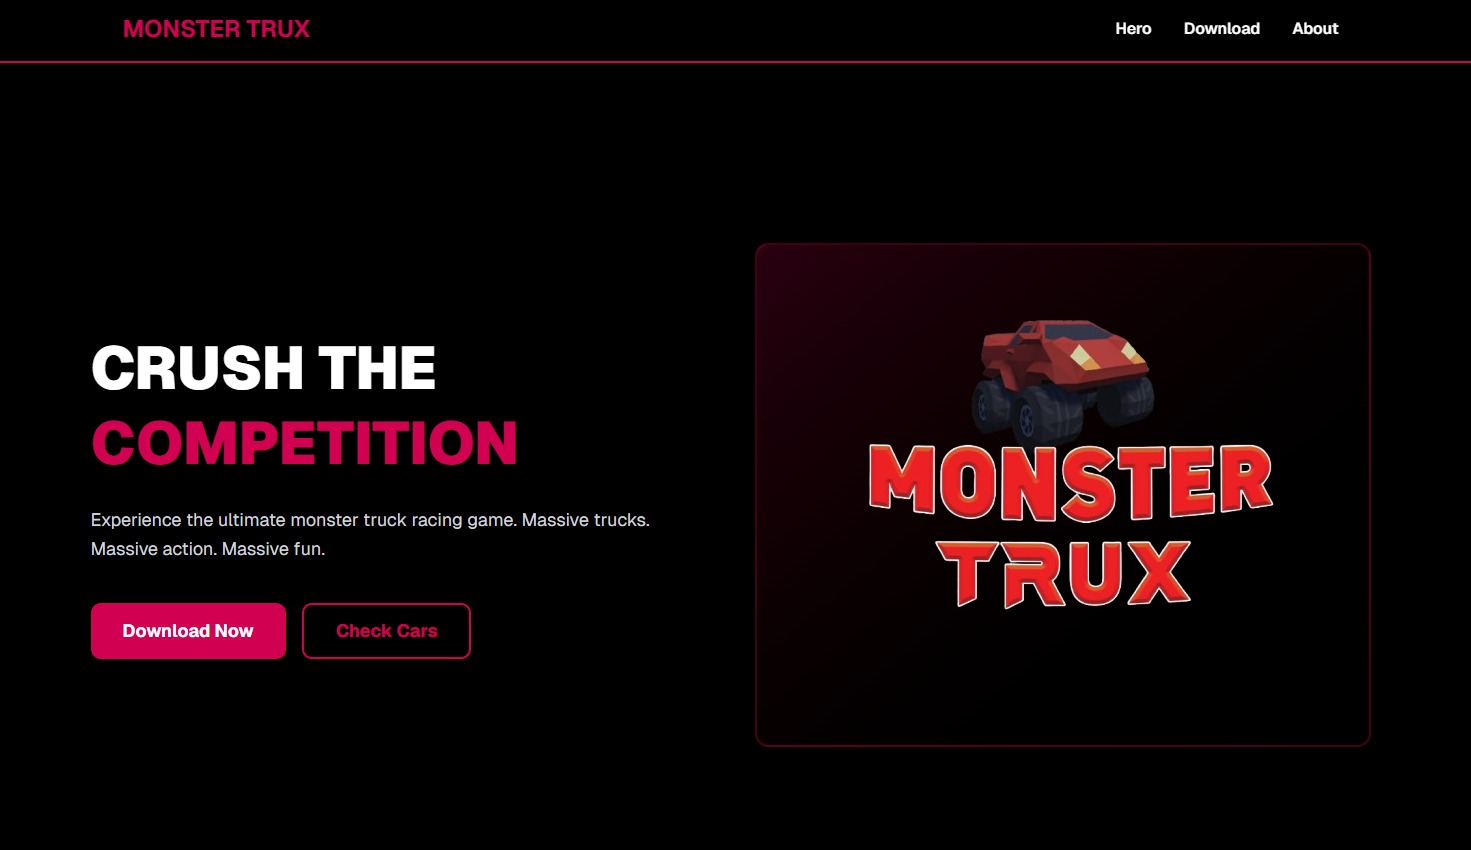 MONSTER TRUX
Hero Download About
CRUSH THE
COMPETITION
Experience the ultimate monster truck racing game. Massive trucks.
Massive action. Massive fun.
Download Now Check Cars
MONSTER
TRUX